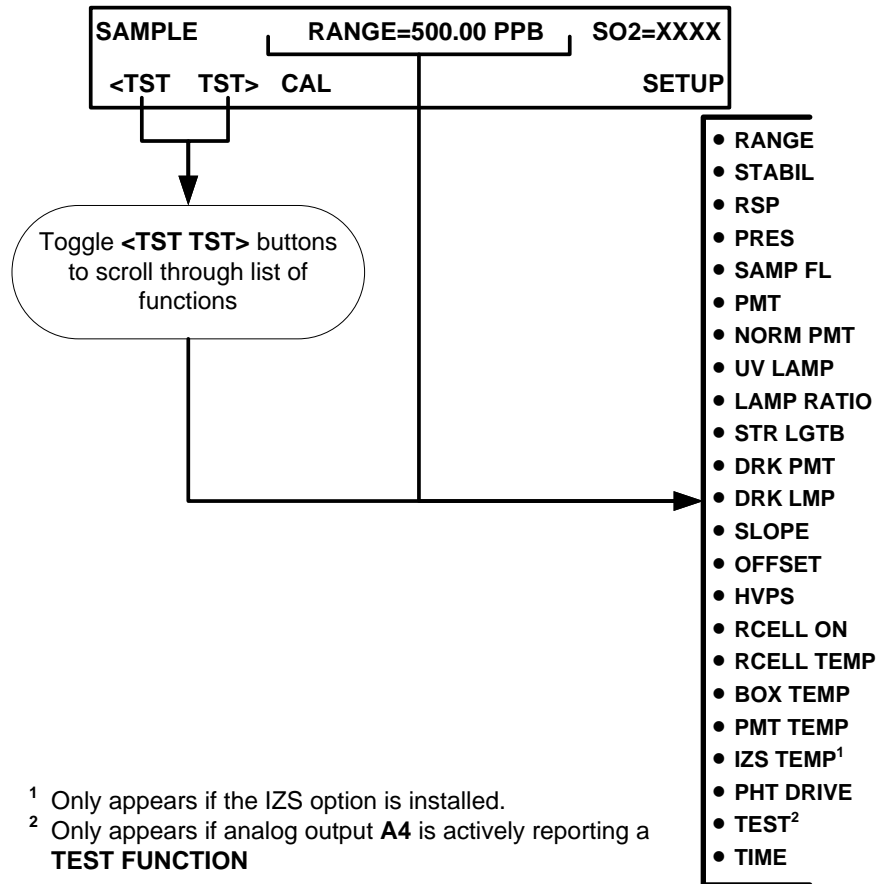 SAMPLE RANGE=500.00 PPB SO2=XXXX
<TST TST> CAL SETUP
Toggle <TST TST> buttons
to scroll through list of
functions
• RANGE
• STABIL
• RSP
• PRES
• SAMP FL
• PMT
• NORM PMT
• UV LAMP
• LAMP RATIO
• STR LGTB
• DRK PMT
• DRK LMP
• SLOPE
• OFFSET
• HVPS
• RCELL ON
• RCELL TEMP
• BOX TEMP
• PMT TEMP
• IZS TEMP¹
• PHT DRIVE
• TEST²
• TIME
¹ Only appears if the IZS option is installed.
² Only appears if analog output A4 is actively reporting a
TEST FUNCTION